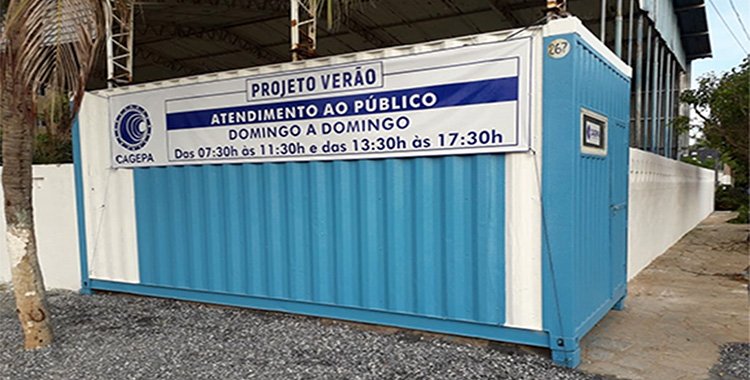 PROJETO VERÃO
ATENDIMENTO AO PÚBLICO
DOMINGO A DOMINGO
Das 07:30h às 11:30h e das 13:30h às 17:30h
CAGEPA
267